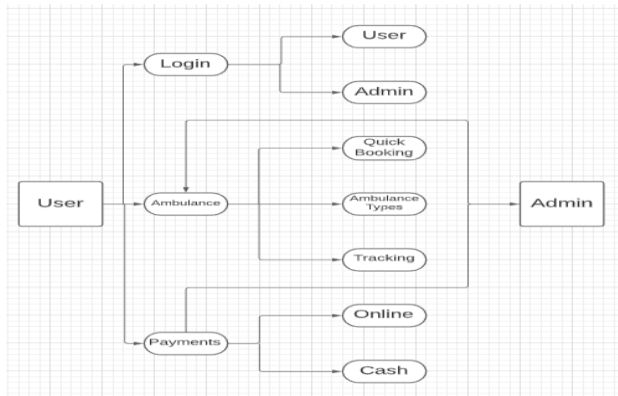 User
Login
Admin
Quick
Booking
User
Ambulance
Ambulance
Types
Admin
Tracking
Online
Payments
Cash